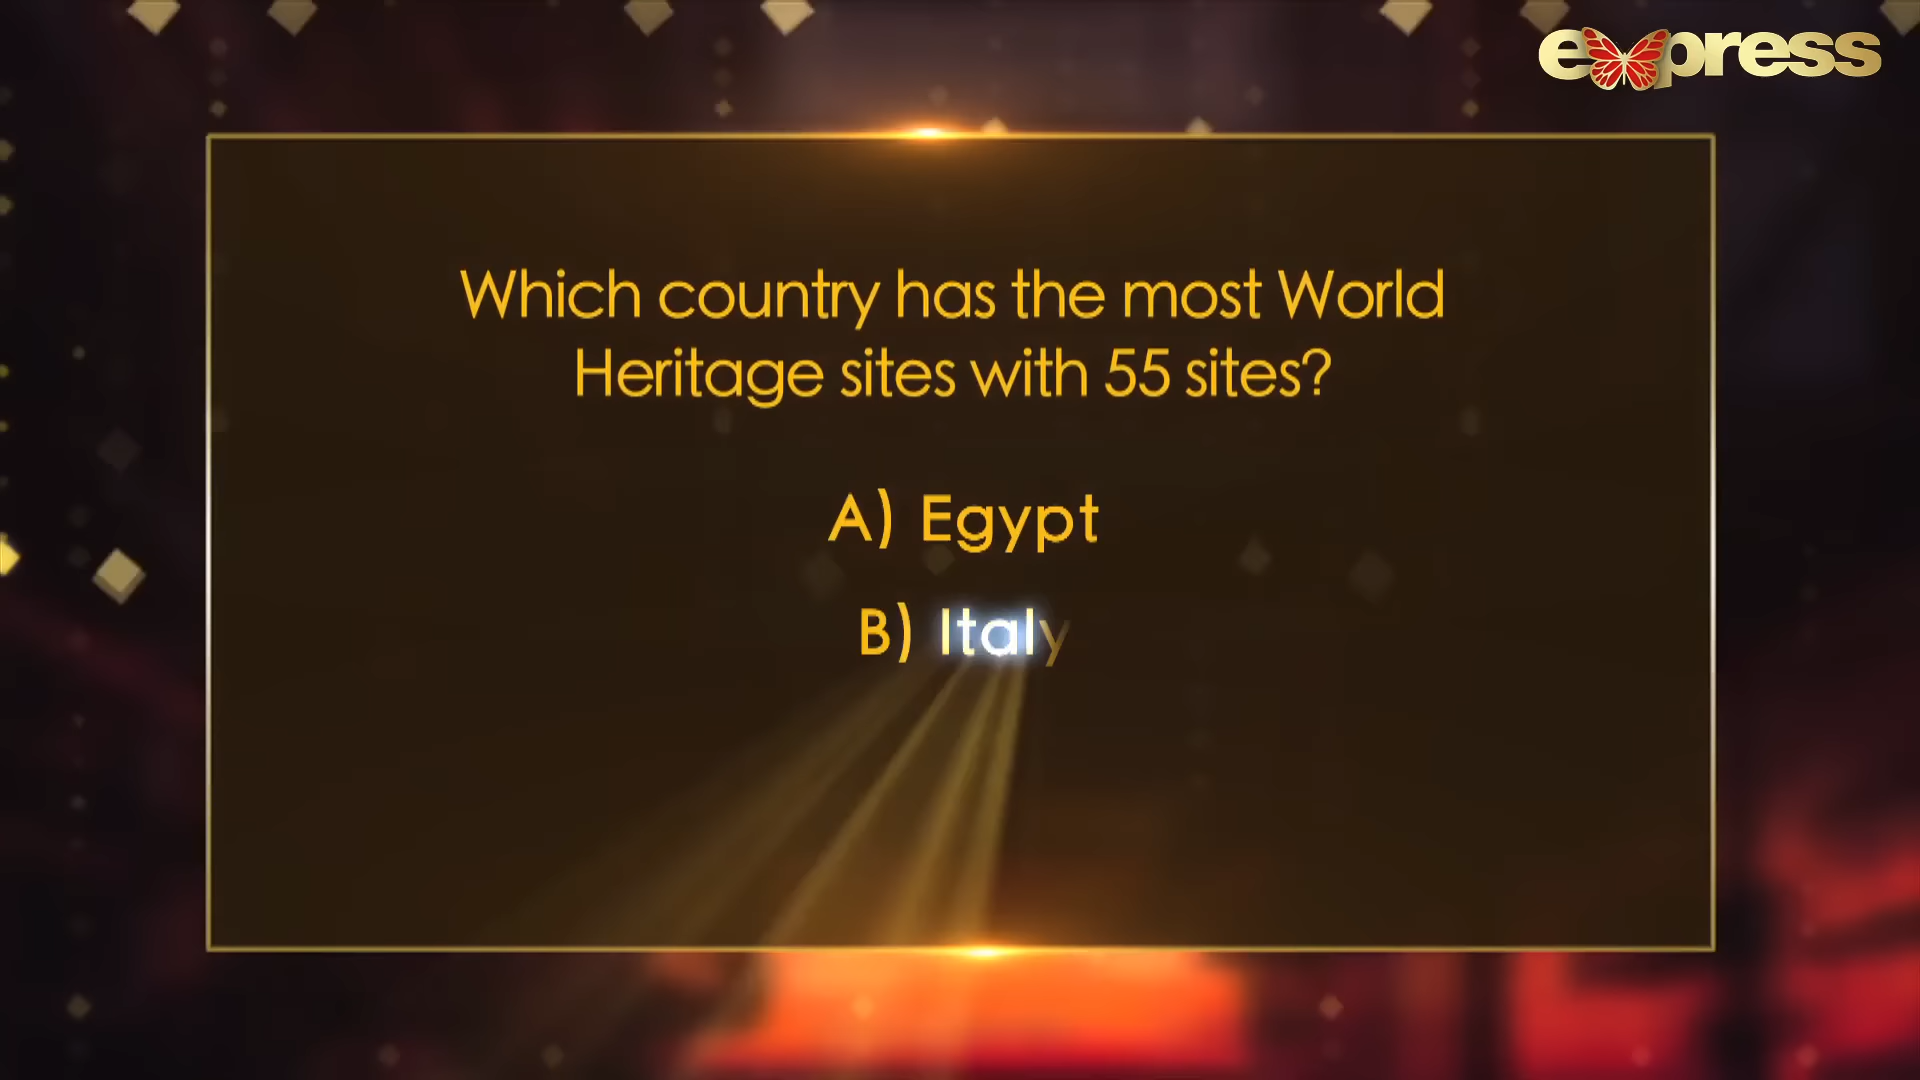 express
Which country has the most World
Heritage sites with 55 sites?
A) Egypt
B) Italy